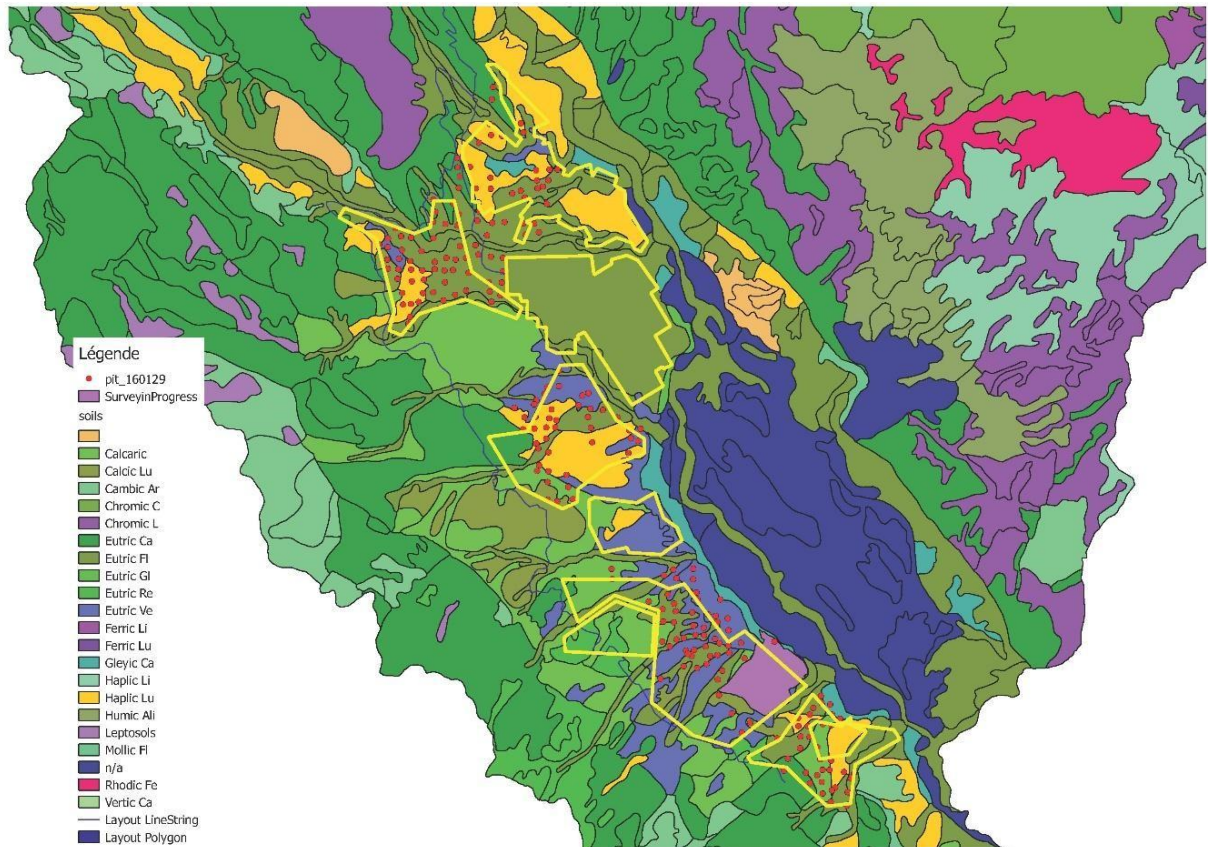 Légende
pit_160129
SurveyinProgress
soils
Calcaric
Calcic Lu
Cambic Ar
Chromic C
Chromic L
Eutric Ca
Eutric Fl
Eutric Gl
Eutric Re
Eutric Ve
Ferric Li
Ferric Lu
Gleyic Ca
Haplic Li
Haplic Lu
Humic Ali
Leptosols
Mollic Fl
n/a
Rhodic Fe
Vertic Ca
Layout LineString
Layout Polygon